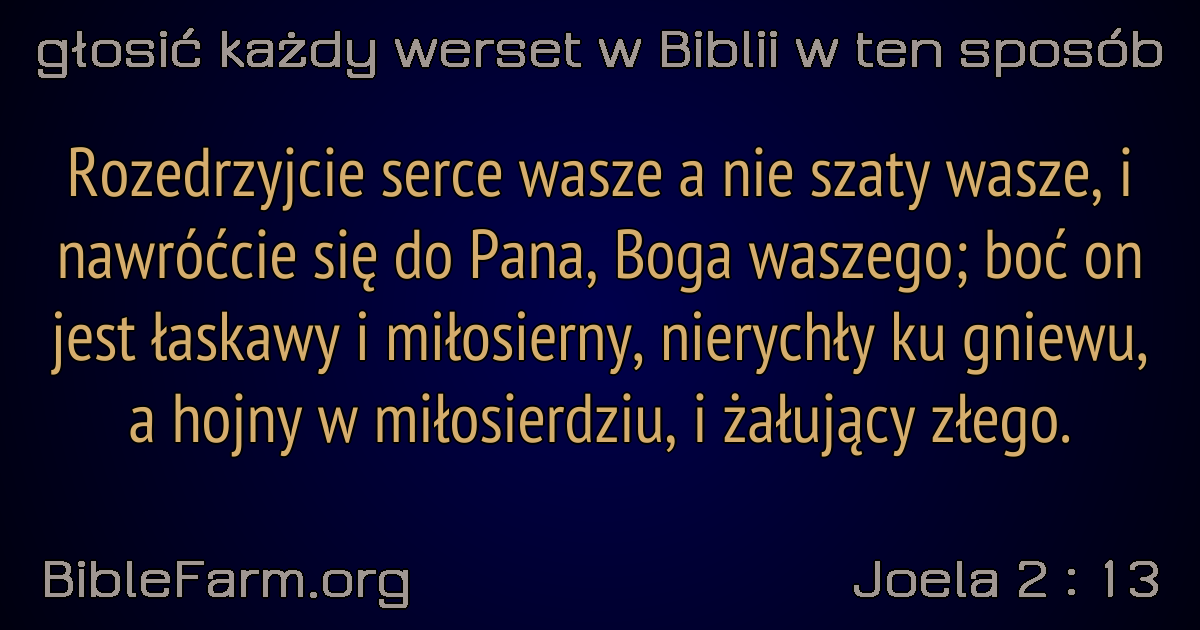 głosić każdy werset w Biblii w ten sposób
Rozedrzyjcie serce wasze a nie szaty wasze, i
nawróćcie się do Pana, Boga waszego; boć on
jest łaskawy i miłosierny, nierychły ku gniewu,
a hojny w miłosierdziu, i żałujący złego.
BibleFarm.org
Joela 2 : 13